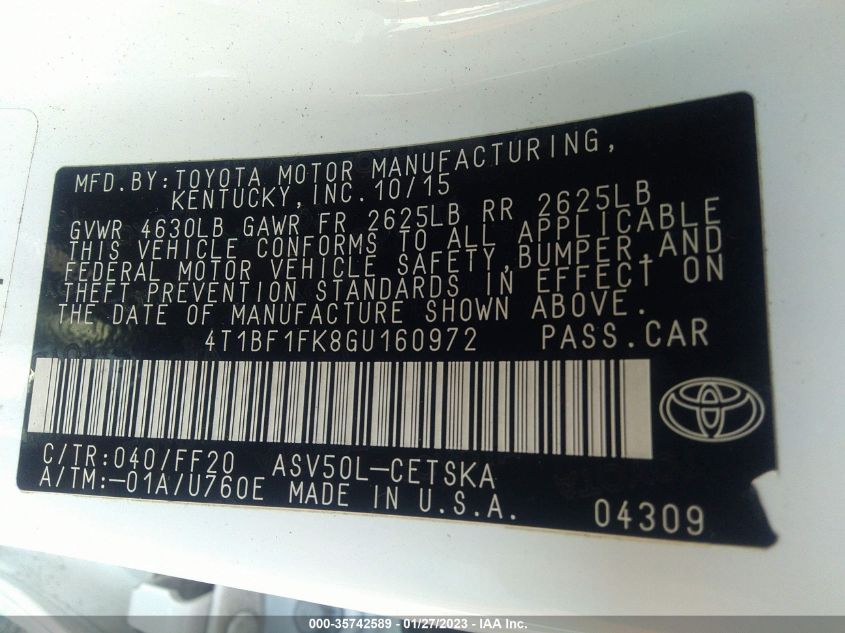 MFD.BY:TOYOTA MOTOR MANUFACTURING,
KENTUCKY,INC.10/15
GVWR 4630LB GAWR FR 2625LB RR 2625LB
THIS VEHICLE CONFORMS TO ALL APPLICABLE
FEDERAL MOTOR VEHICLE SAFETY,BUMPER,AND
THEFT PREVENTION STANDARDS IN EFFECT ON
THE DATE OF MANUFACTURE SHOWN ABOVE.
4T1BF1FK8GU160972 PASS.CAR
C/TR:040/FF20 ASV50L-CETSKA
A/TM:-01A/U760E MADE IN U.S.A.
04309
000-35742589 - 01/27/2023 - IAA Inc.